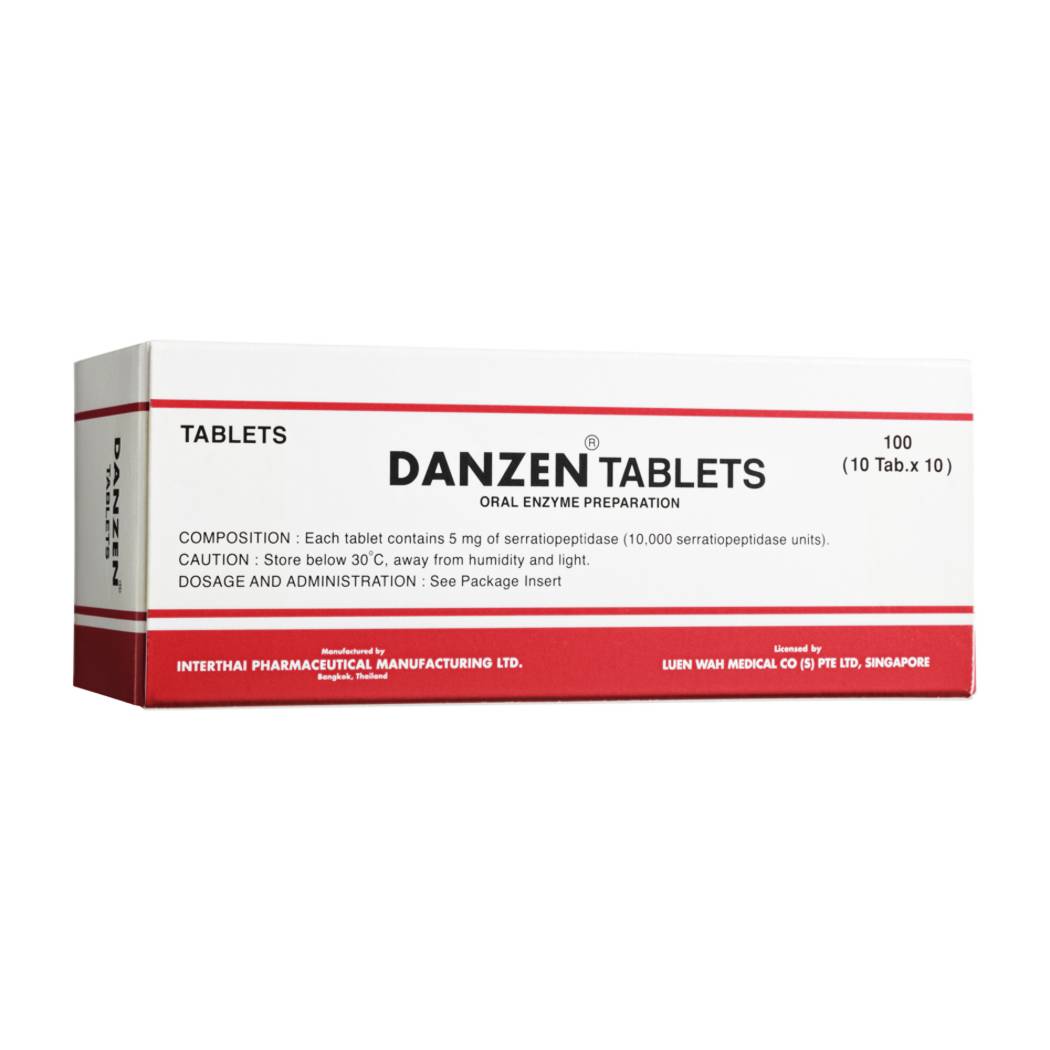 TABLETS
DANZEN® TABLETS
ORAL ENZYME PREPARATION
100
(10 Tab.x 10)
COMPOSITION : Each tablet contains 5 mg of serratiopeptidase (10,000 serratiopeptidase units).
CAUTION : Store below 30°C, away from humidity and light.
DOSAGE AND ADMINISTRATION : See Package Insert
Manufactured by
INTERTHAI PHARMACEUTICAL MANUFACTURING LTD.
Bangkok, Thailand
Licensed by
LUEN WAH MEDICAL CO (S) PTE LTD, SINGAPORE
DANZEN®
TABLETS